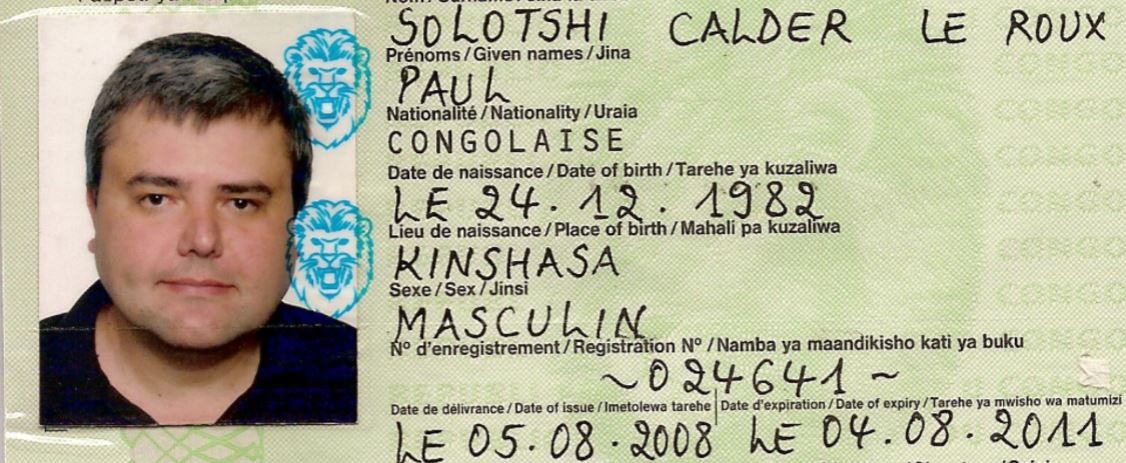 SOLOTSHI CALDER LE ROUX
Prénoms / Given names / Jina
PAUL
Nationalité / Nationality / Uraia
CONGOLAISE
Date de naissance / Date of birth / Tarehe ya kuzaliwa
LE 24.12.1982
Lieu de naissance / Place of birth / Mahali pa kuzaliwa
KINSHASA
Sexe / Sex / Jinsi
MASCULIN
Nº d'enregistrement / Registration Nº / Namba ya maandikisho kati ya buku
~024641~
Date de délivrance / Date of issue / Imetolewa tarehe Date d'expiration / Date of expiry / Tarehe ya mwisho wa matumizi
LE 05.08.2008 LE 04.08.2011